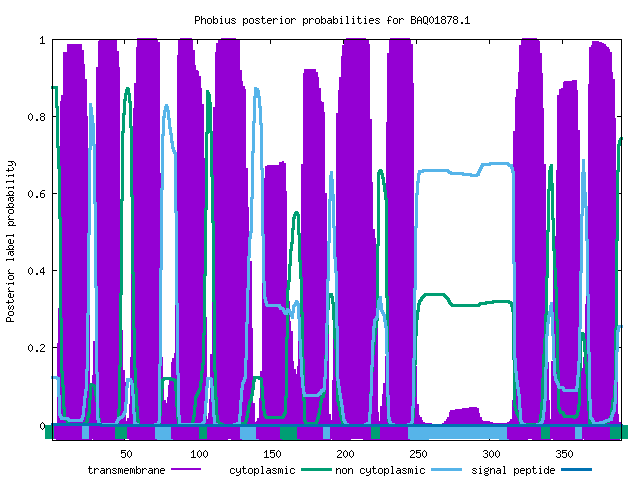 Phobius posterior probabilities for BAQ01878.1
1
0.8
0.6
0.4
0.2
0
Posterior label probability
50 100 150 200 250 300 350
transmembrane cytoplasmic non cytoplasmic signal peptide